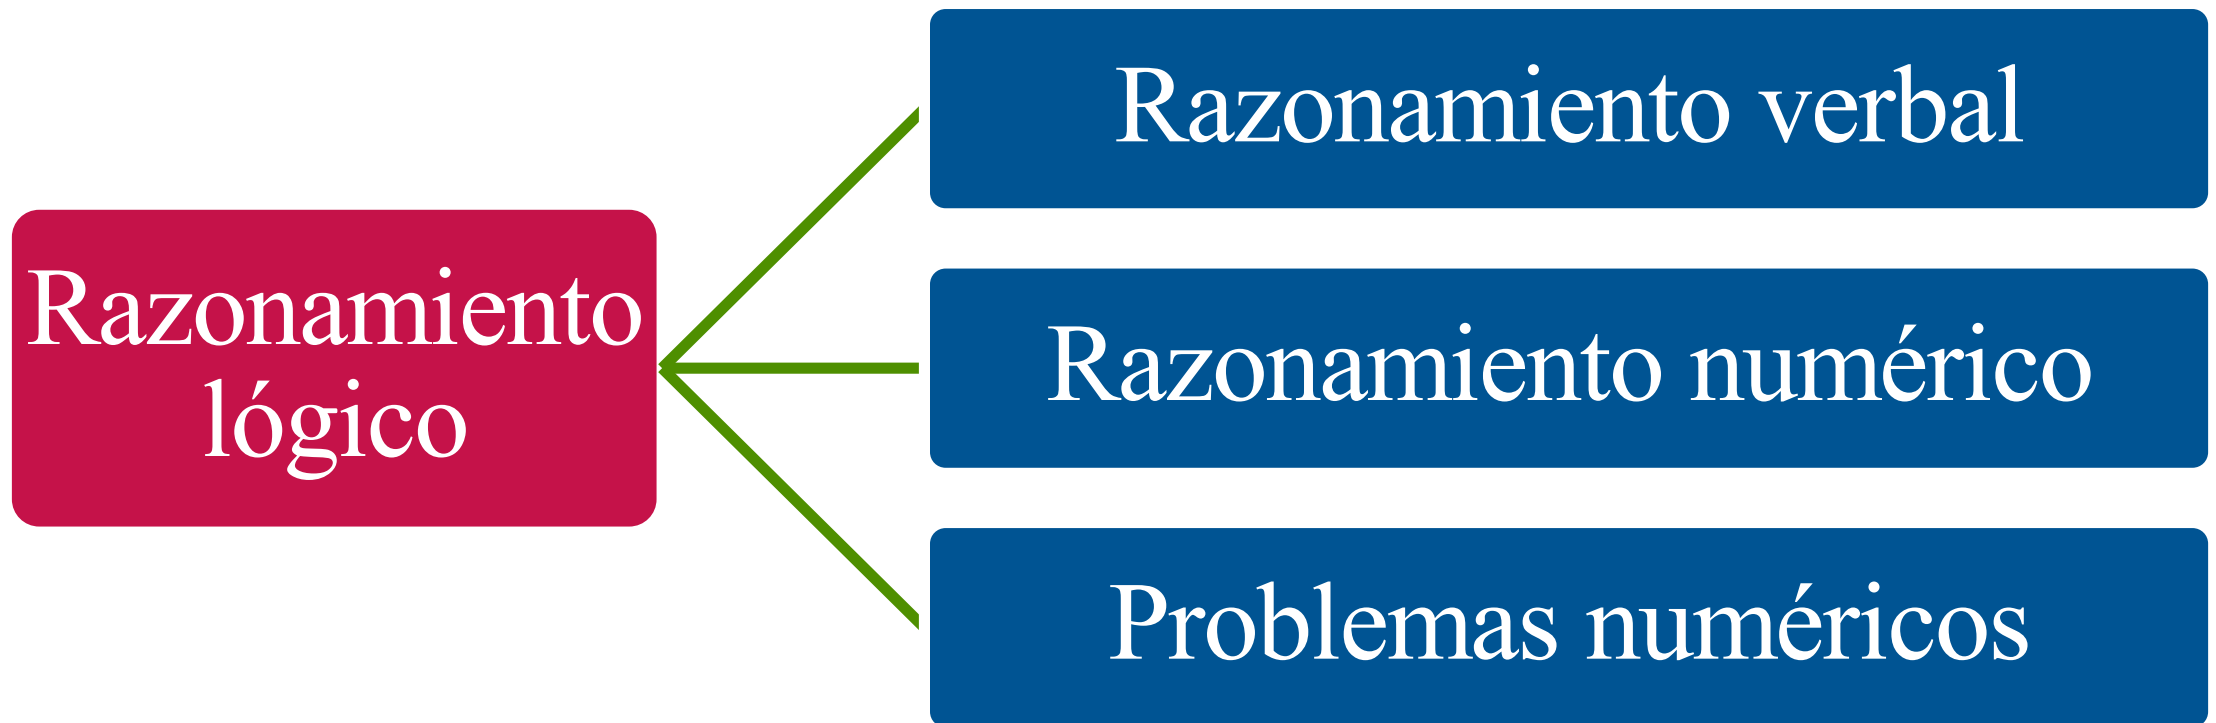 Razonamiento
lógico
Razonamiento verbal
Razonamiento numérico
Problemas numéricos